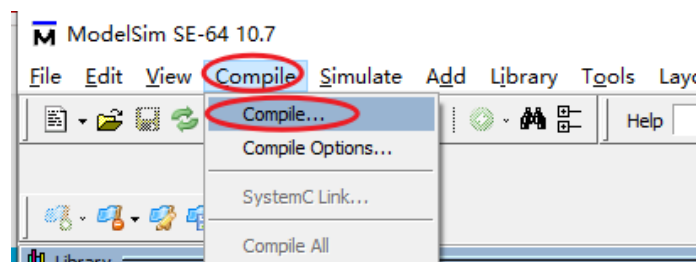 ModelSim SE-64 10.7
File Edit View Compile Simulate Add Library Tools Layo
Compile...
Help
Compile Options...
SystemC Link...
Compile All
Library